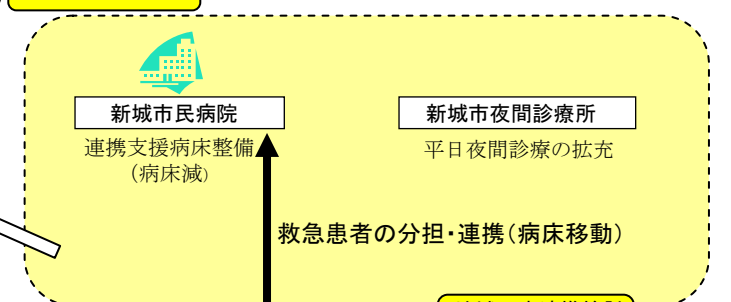 新城市民病院
新城市夜間診療所
連携支援病床整備
(病床減)
平日夜間診療の拡充
救急患者の分担・連携(病床移動)